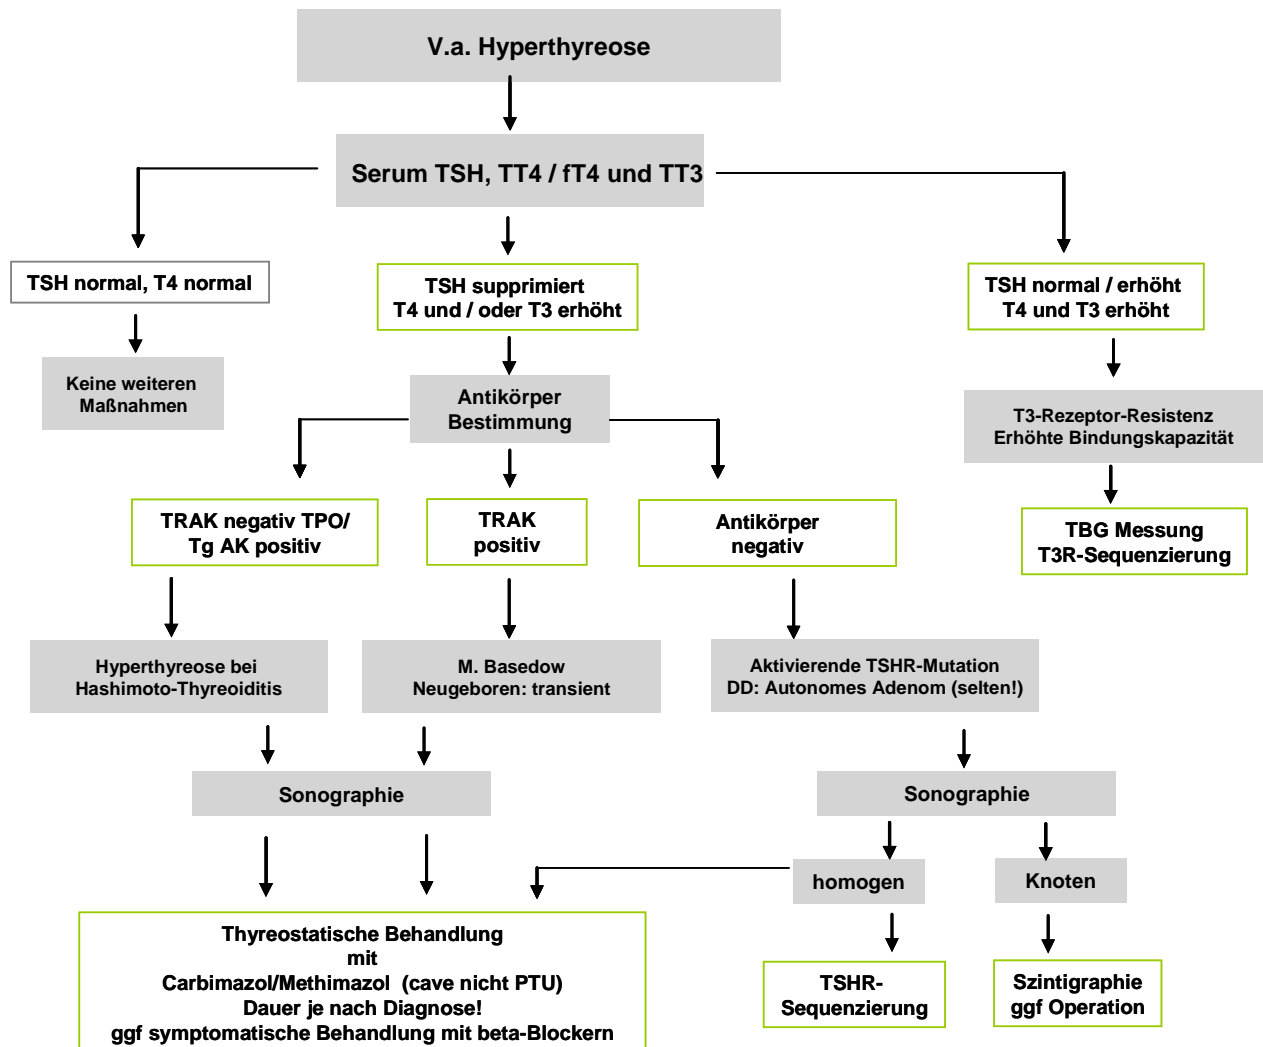 V.a. Hyperthyreose
Serum TSH, TT4 / fT4 und TT3
TSH normal, T4 normal
TSH supprimiert
T4 und / oder T3 erhöht
TSH normal / erhöht
T4 und T3 erhöht
Keine weiteren
Maßnahmen
Antikörper
Bestimmung
T3-Rezeptor-Resistenz
Erhöhte Bindungskapazität
TRAK negativ TPO/
Tg AK positiv
TRAK
positiv
Antikörper
negativ
TBG Messung
T3R-Sequenzierung
Hyperthyreose bei
Hashimoto-Thyreoiditis
M. Basedow
Neugeboren: transient
Aktivierende TSHR-Mutation
DD: Autonomes Adenom (selten!)
Sonographie
Sonographie
homogen
Knoten
Thyreostatische Behandlung
mit
Carbimazol/Methimazol (cave nicht PTU)
Dauer je nach Diagnose!
ggf symptomatische Behandlung mit beta-Blockern
TSHR-
Sequenzierung
Szintigraphie
ggf Operation